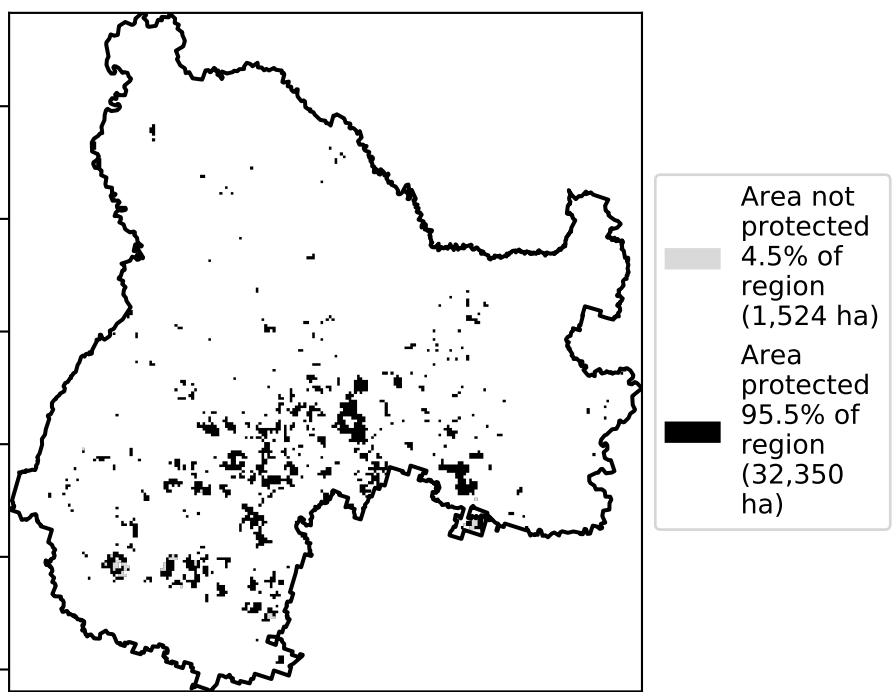 Area not
protected
4.5% of
region
(1,524 ha)
Area
protected
95.5% of
region
(32,350
ha)